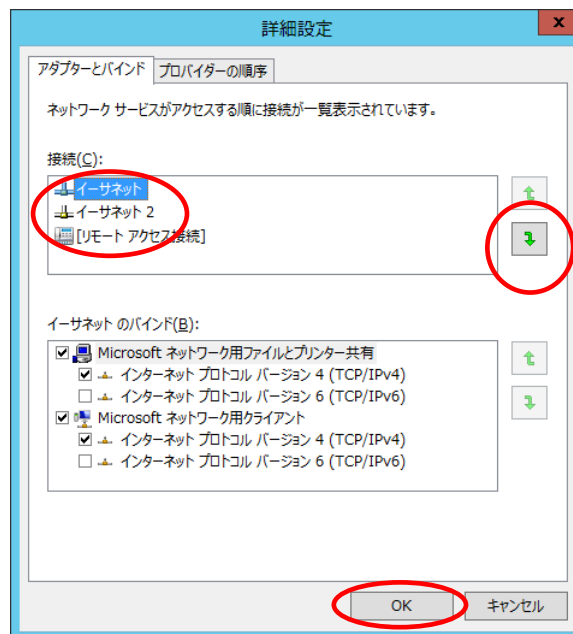 詳細設定
x
アダプターとバインド プロバイダーの順序
ネットワーク サービスがアクセスする順に接続が一覧表示されています。
接続(C):
イーサネット
イーサネット 2
[リモート アクセス接続]
イーサネット のバインド(B):
Microsoft ネットワーク用ファイルとプリンター共有
インターネット プロトコル バージョン 4 (TCP/IPv4)
インターネット プロトコル バージョン 6 (TCP/IPv6)
Microsoft ネットワーク用クライアント
インターネット プロトコル バージョン 4 (TCP/IPv4)
インターネット プロトコル バージョン 6 (TCP/IPv6)
OK キャンセル